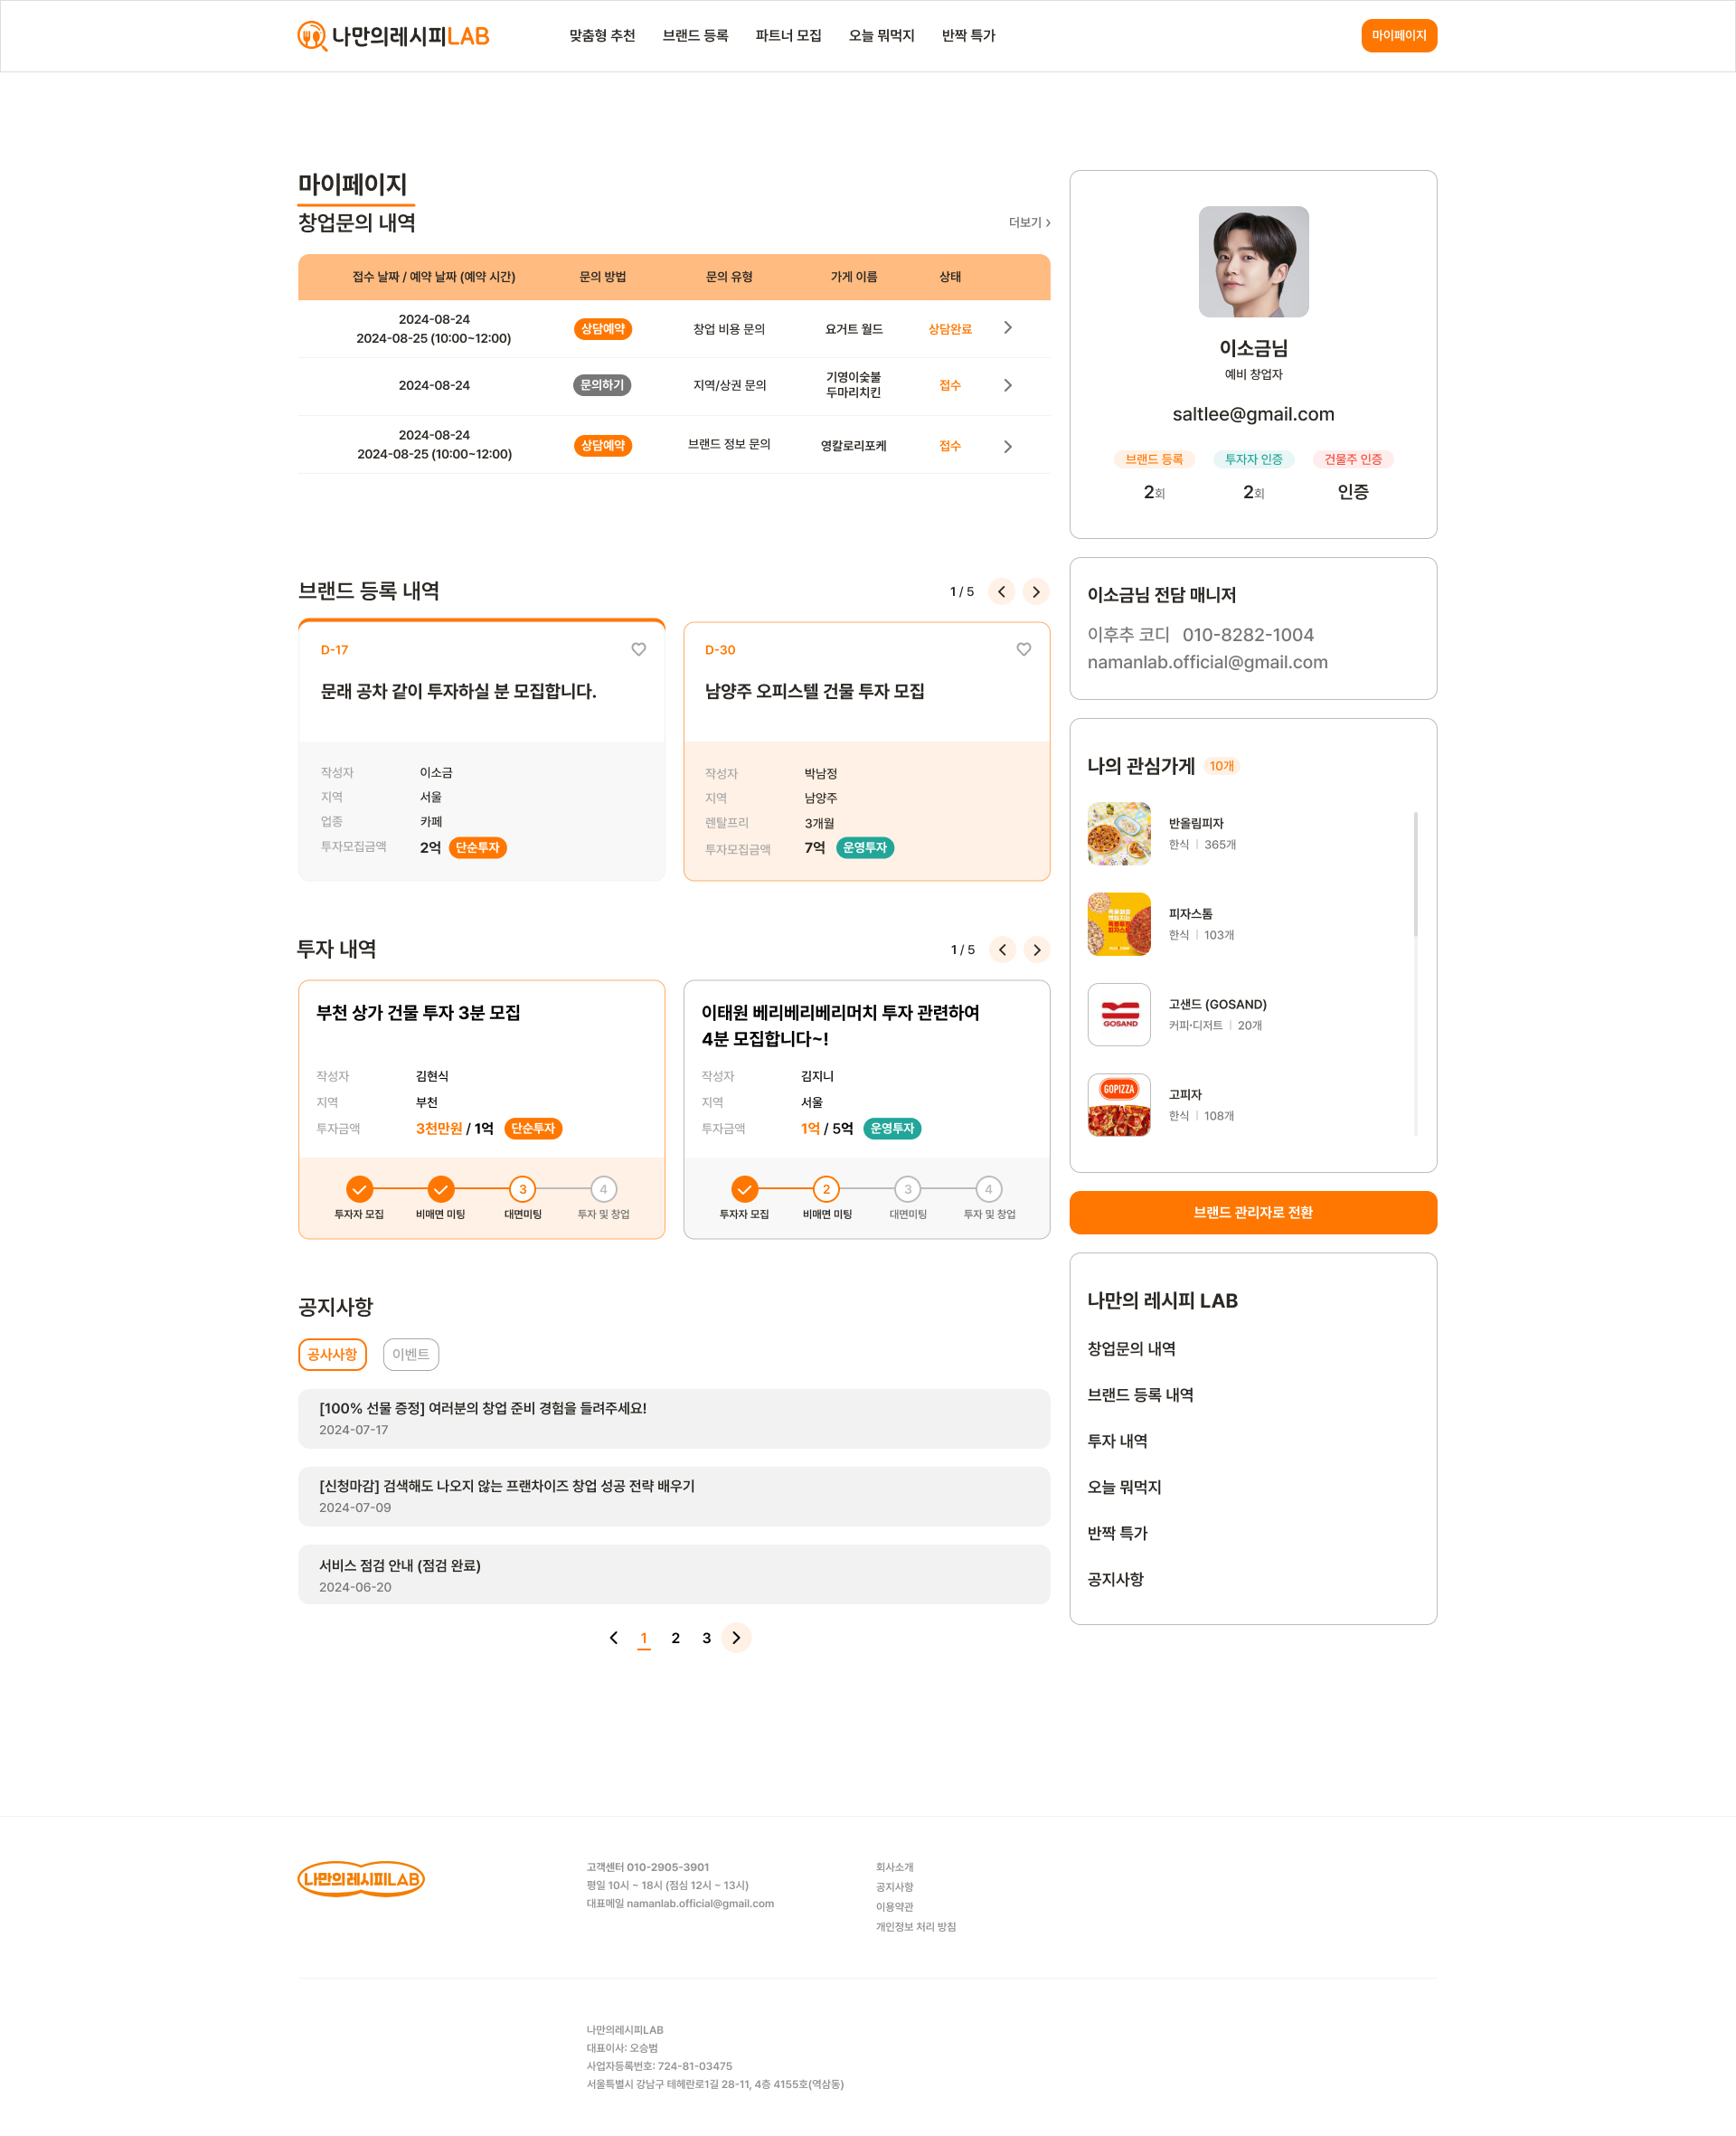 나만의레시피LAB
맞춤형 추천 브랜드 등록 파트너 모집 오늘 뭐먹지 반짝 특가
마이페이지
마이페이지
창업문의 내역
더보기
접수 날짜 / 예약 날짜 (예약 시간) 문의 방법 문의 유형 가게 이름 상태
2024-08-24
2024-08-25 (10:00~12:00)
상담예약 창업 비용 문의 요거트 월드 상담완료
2024-08-24 문의하기 지역/상권 문의
기영이숯불
두마리치킨
접수
2024-08-24
2024-08-25 (10:00~12:00)
상담예약 브랜드 정보 문의 영칼로리포케 접수
브랜드 등록 내역
1 / 5
D-17
문래 공차 같이 투자하실 분 모집합니다.
작성자 이소금
지역 서울
업종 카페
투자모집금액 2억 단순투자
D-30
남양주 오피스텔 건물 투자 모집
작성자 박남정
지역 남양주
렌탈프리 3개월
투자모집금액 7억 운영투자
투자 내역
1 / 5
부천 상가 건물 투자 3분 모집
작성자 김현식
지역 부천
투자금액 3천만원 / 1억 단순투자
3 4
투자자 모집 비매면 미팅 대면미팅 투자 및 창업
이태원 베리베리베리머치 투자 관련하여
4분 모집합니다~!
작성자 김지니
지역 서울
투자금액 1억 / 5억 운영투자
2 3 4
투자자 모집 비매면 미팅 대면미팅 투자 및 창업
공지사항
공사사항 이벤트
[100% 선물 증정] 여러분의 창업 준비 경험을 들려주세요!
2024-07-17
[신청마감] 검색해도 나오지 않는 프랜차이즈 창업 성공 전략 배우기
2024-07-09
서비스 점검 안내 (점검 완료)
2024-06-20
1 2 3
이소금님
예비 창업자
saltlee@gmail.com
브랜드 등록 투자자 인증 건물주 인증
2회 2회 인증
이소금님 전담 매니저
이후추 코디 010-8282-1004
namanlab.official@gmail.com
나의 관심가게 10개
반올림피자
한식 | 365개
피자스톰
한식 | 103개
GOSAND
고샌드 (GOSAND)
커피·디저트 | 20개
GOPIZZA
고피자
한식 | 108개
브랜드 관리자로 전환
나만의 레시피 LAB
창업문의 내역
브랜드 등록 내역
투자 내역
오늘 뭐먹지
반짝 특가
공지사항
나만의레시피LAB
고객센터 010-2905-3901
평일 10시 ~ 18시 (점심 12시 ~ 13시)
대표메일 namanlab.official@gmail.com
회사소개
공지사항
이용약관
개인정보 처리 방침
나만의레시피LAB
대표이사: 오승범
사업자등록번호: 724-81-03475
서울특별시 강남구 테헤란로1길 28-11, 4층 4155호(역삼동)